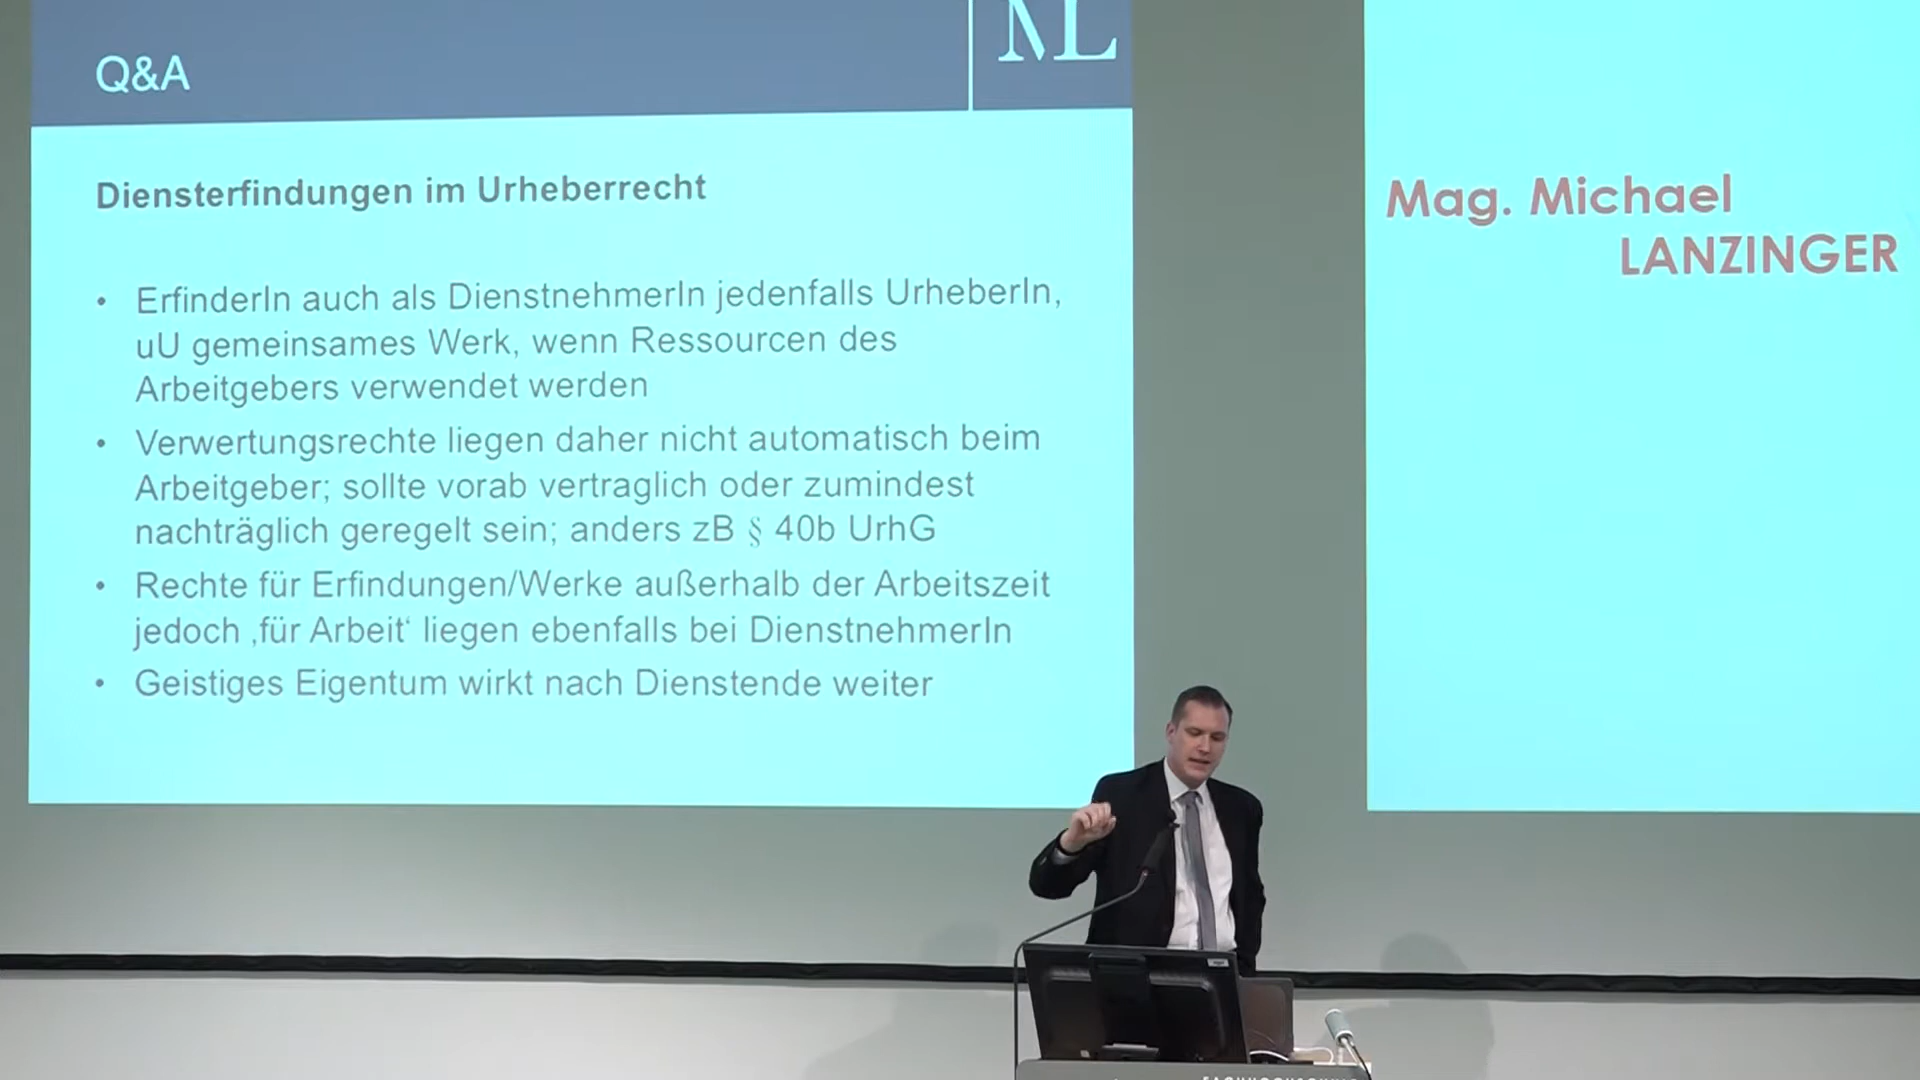 Q&A
ML
Diensterfindungen im Urheberrecht
• ErfinderIn auch als DienstnehmerIn jedenfalls UrheberIn,
uU gemeinsames Werk, wenn Ressourcen des
Arbeitgebers verwendet werden
• Verwertungsrechte liegen daher nicht automatisch beim
Arbeitgeber; sollte vorab vertraglich oder zumindest
nachträglich geregelt sein; anders zB § 40b UrhG
• Rechte für Erfindungen/Werke außerhalb der Arbeitszeit
jedoch ‚für Arbeit‘ liegen ebenfalls bei DienstnehmerIn
• Geistiges Eigentum wirkt nach Dienstende weiter
Mag. Michael
LANZINGER